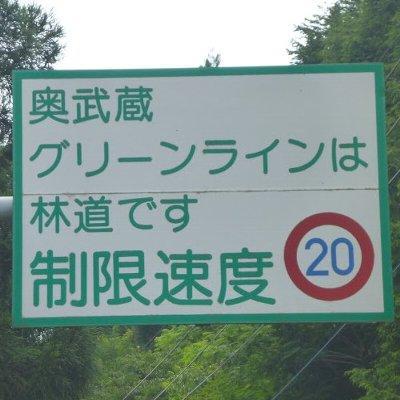 奥武蔵
グリーンラインは
林道です
制限速度 20